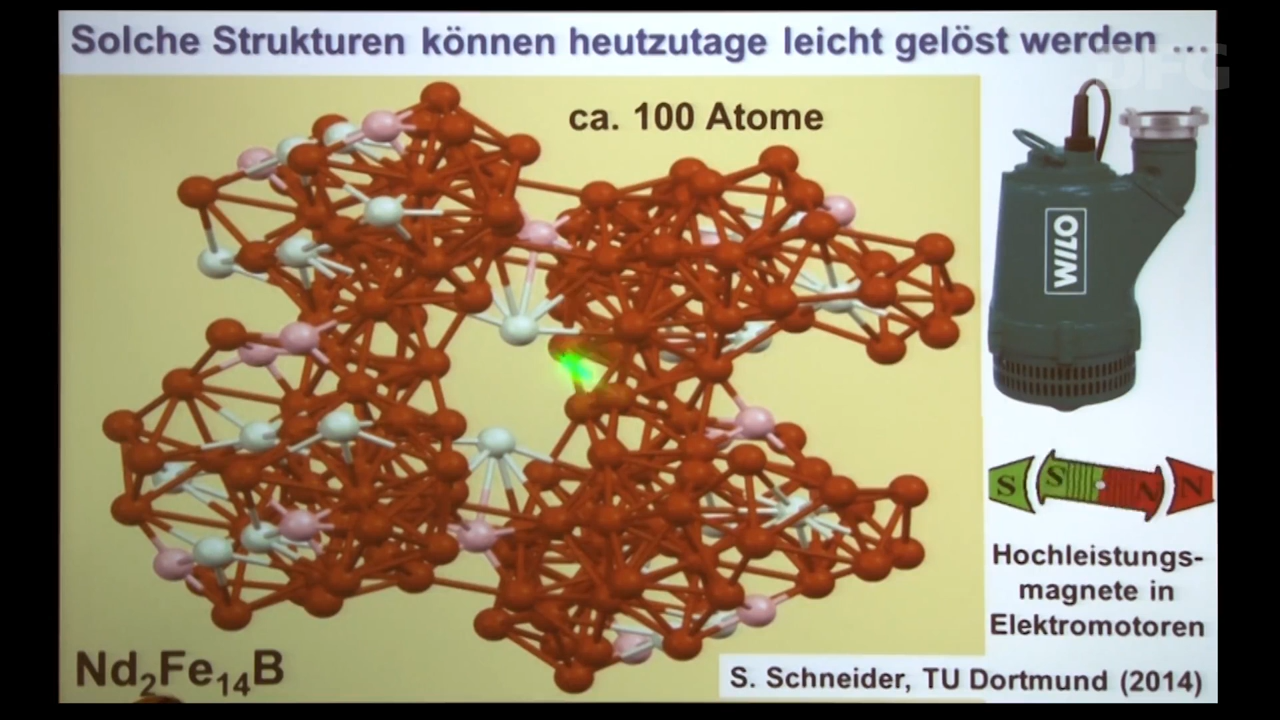 Solche Strukturen können heutzutage leicht gelöst werden ...
DFG
ca. 100 Atome
WILO
S S N N
Hochleistungs-
magnete in
Elektromotoren
Nd₂Fe₁₄B
S. Schneider, TU Dortmund (2014)